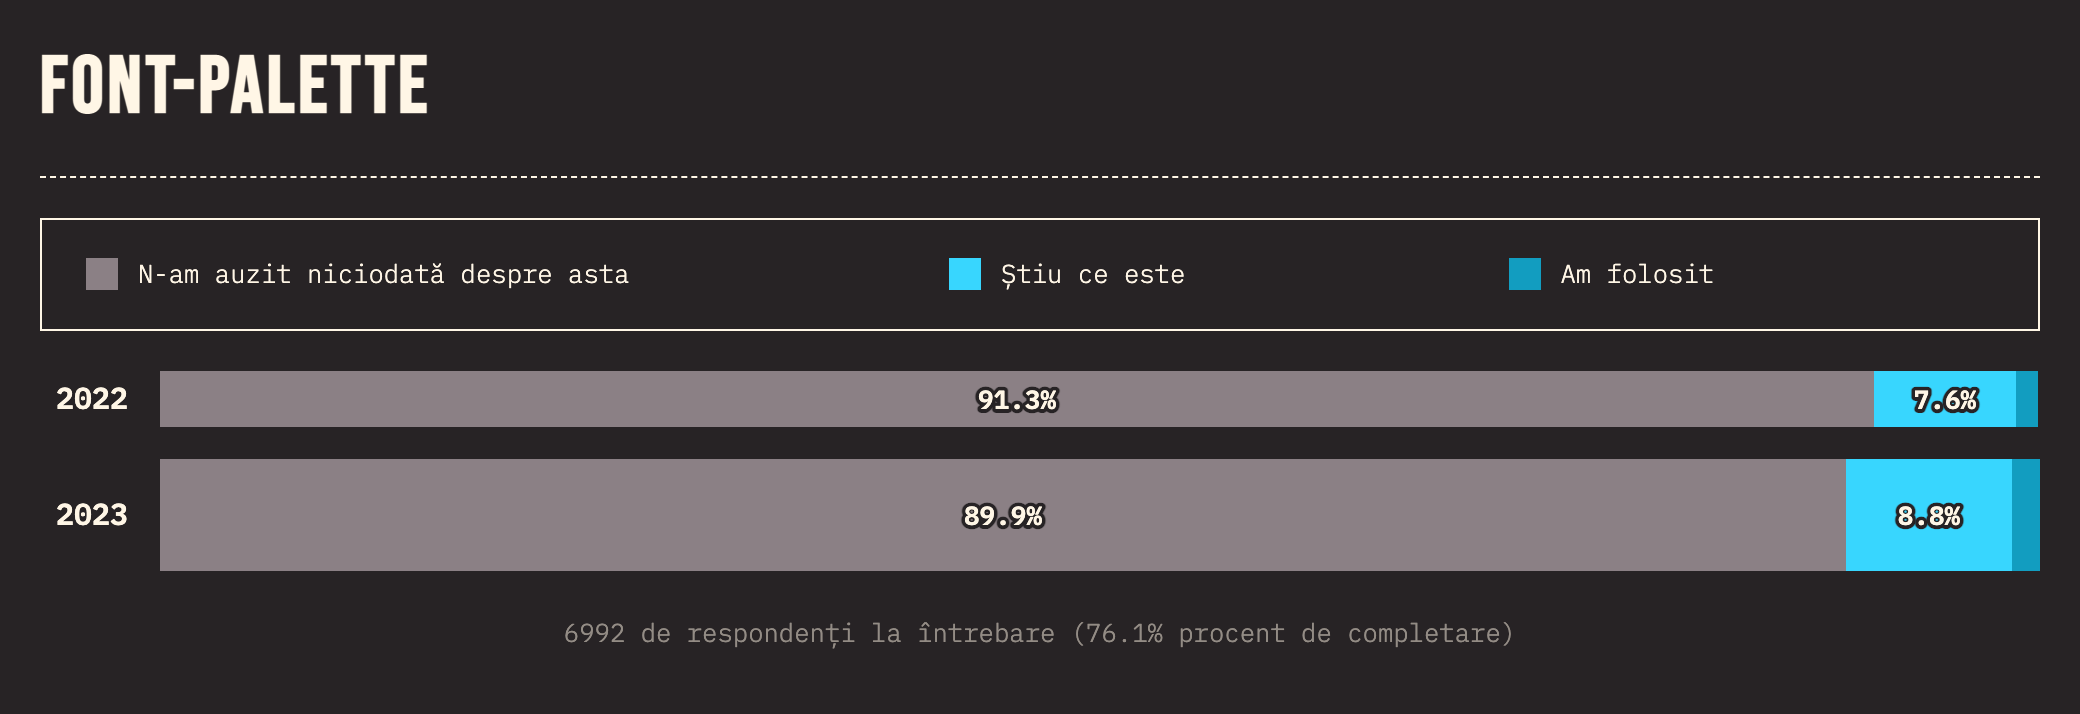 FONT-PALETTE
N-am auzit niciodată despre asta
Știu ce este
Am folosit
2022 91.3% 7.6%
2023 89.9% 8.8%
6992 de respondenți la întrebare (76.1% procent de completare)